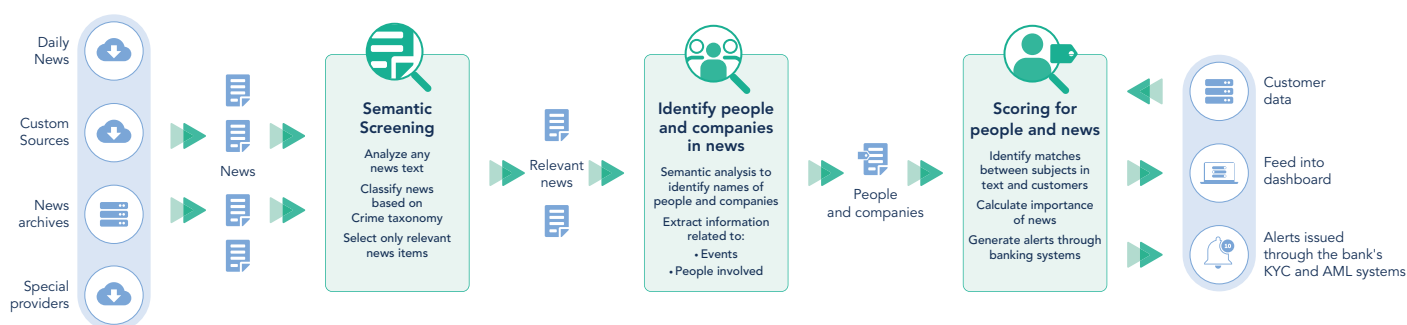 Daily
News
Custom
Sources
News
archives
Special
providers
News
Semantic
Screening
Analyze any
news text
Classify news
based on
Crime taxonomy
Select only relevant
news items
Relevant
news
Identify people
and companies
in news
Semantic analysis to
identify names of
people and companies
Extract information
related to:
• Events
• People involved
People
and companies
Scoring for
people and news
Identify matches
between subjects in
text and customers
Calculate importance
of news
Generate alerts through
banking systems
Customer
data
Feed into
dashboard
10
Alerts issued
through the bank's
KYC and AML systems